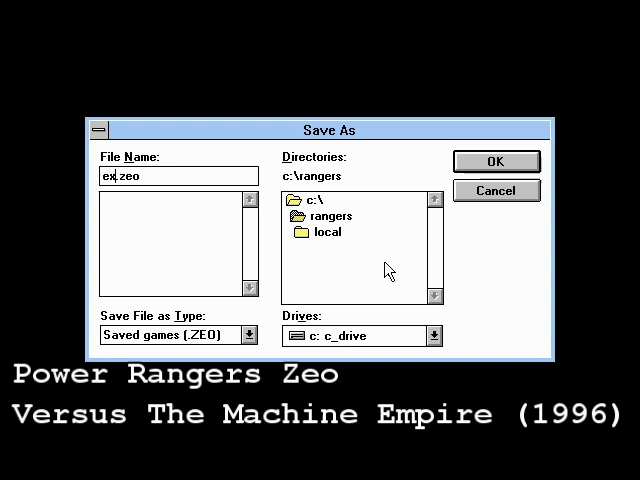 Save As
File Name:
ex.zeo
Directories:
c:\rangers
c:\
rangers
local
OK
Cancel
Save File as Type:
Saved games (.ZEO)
Drives:
c: c_drive
Power Rangers Zeo
Versus The Machine Empire (1996)